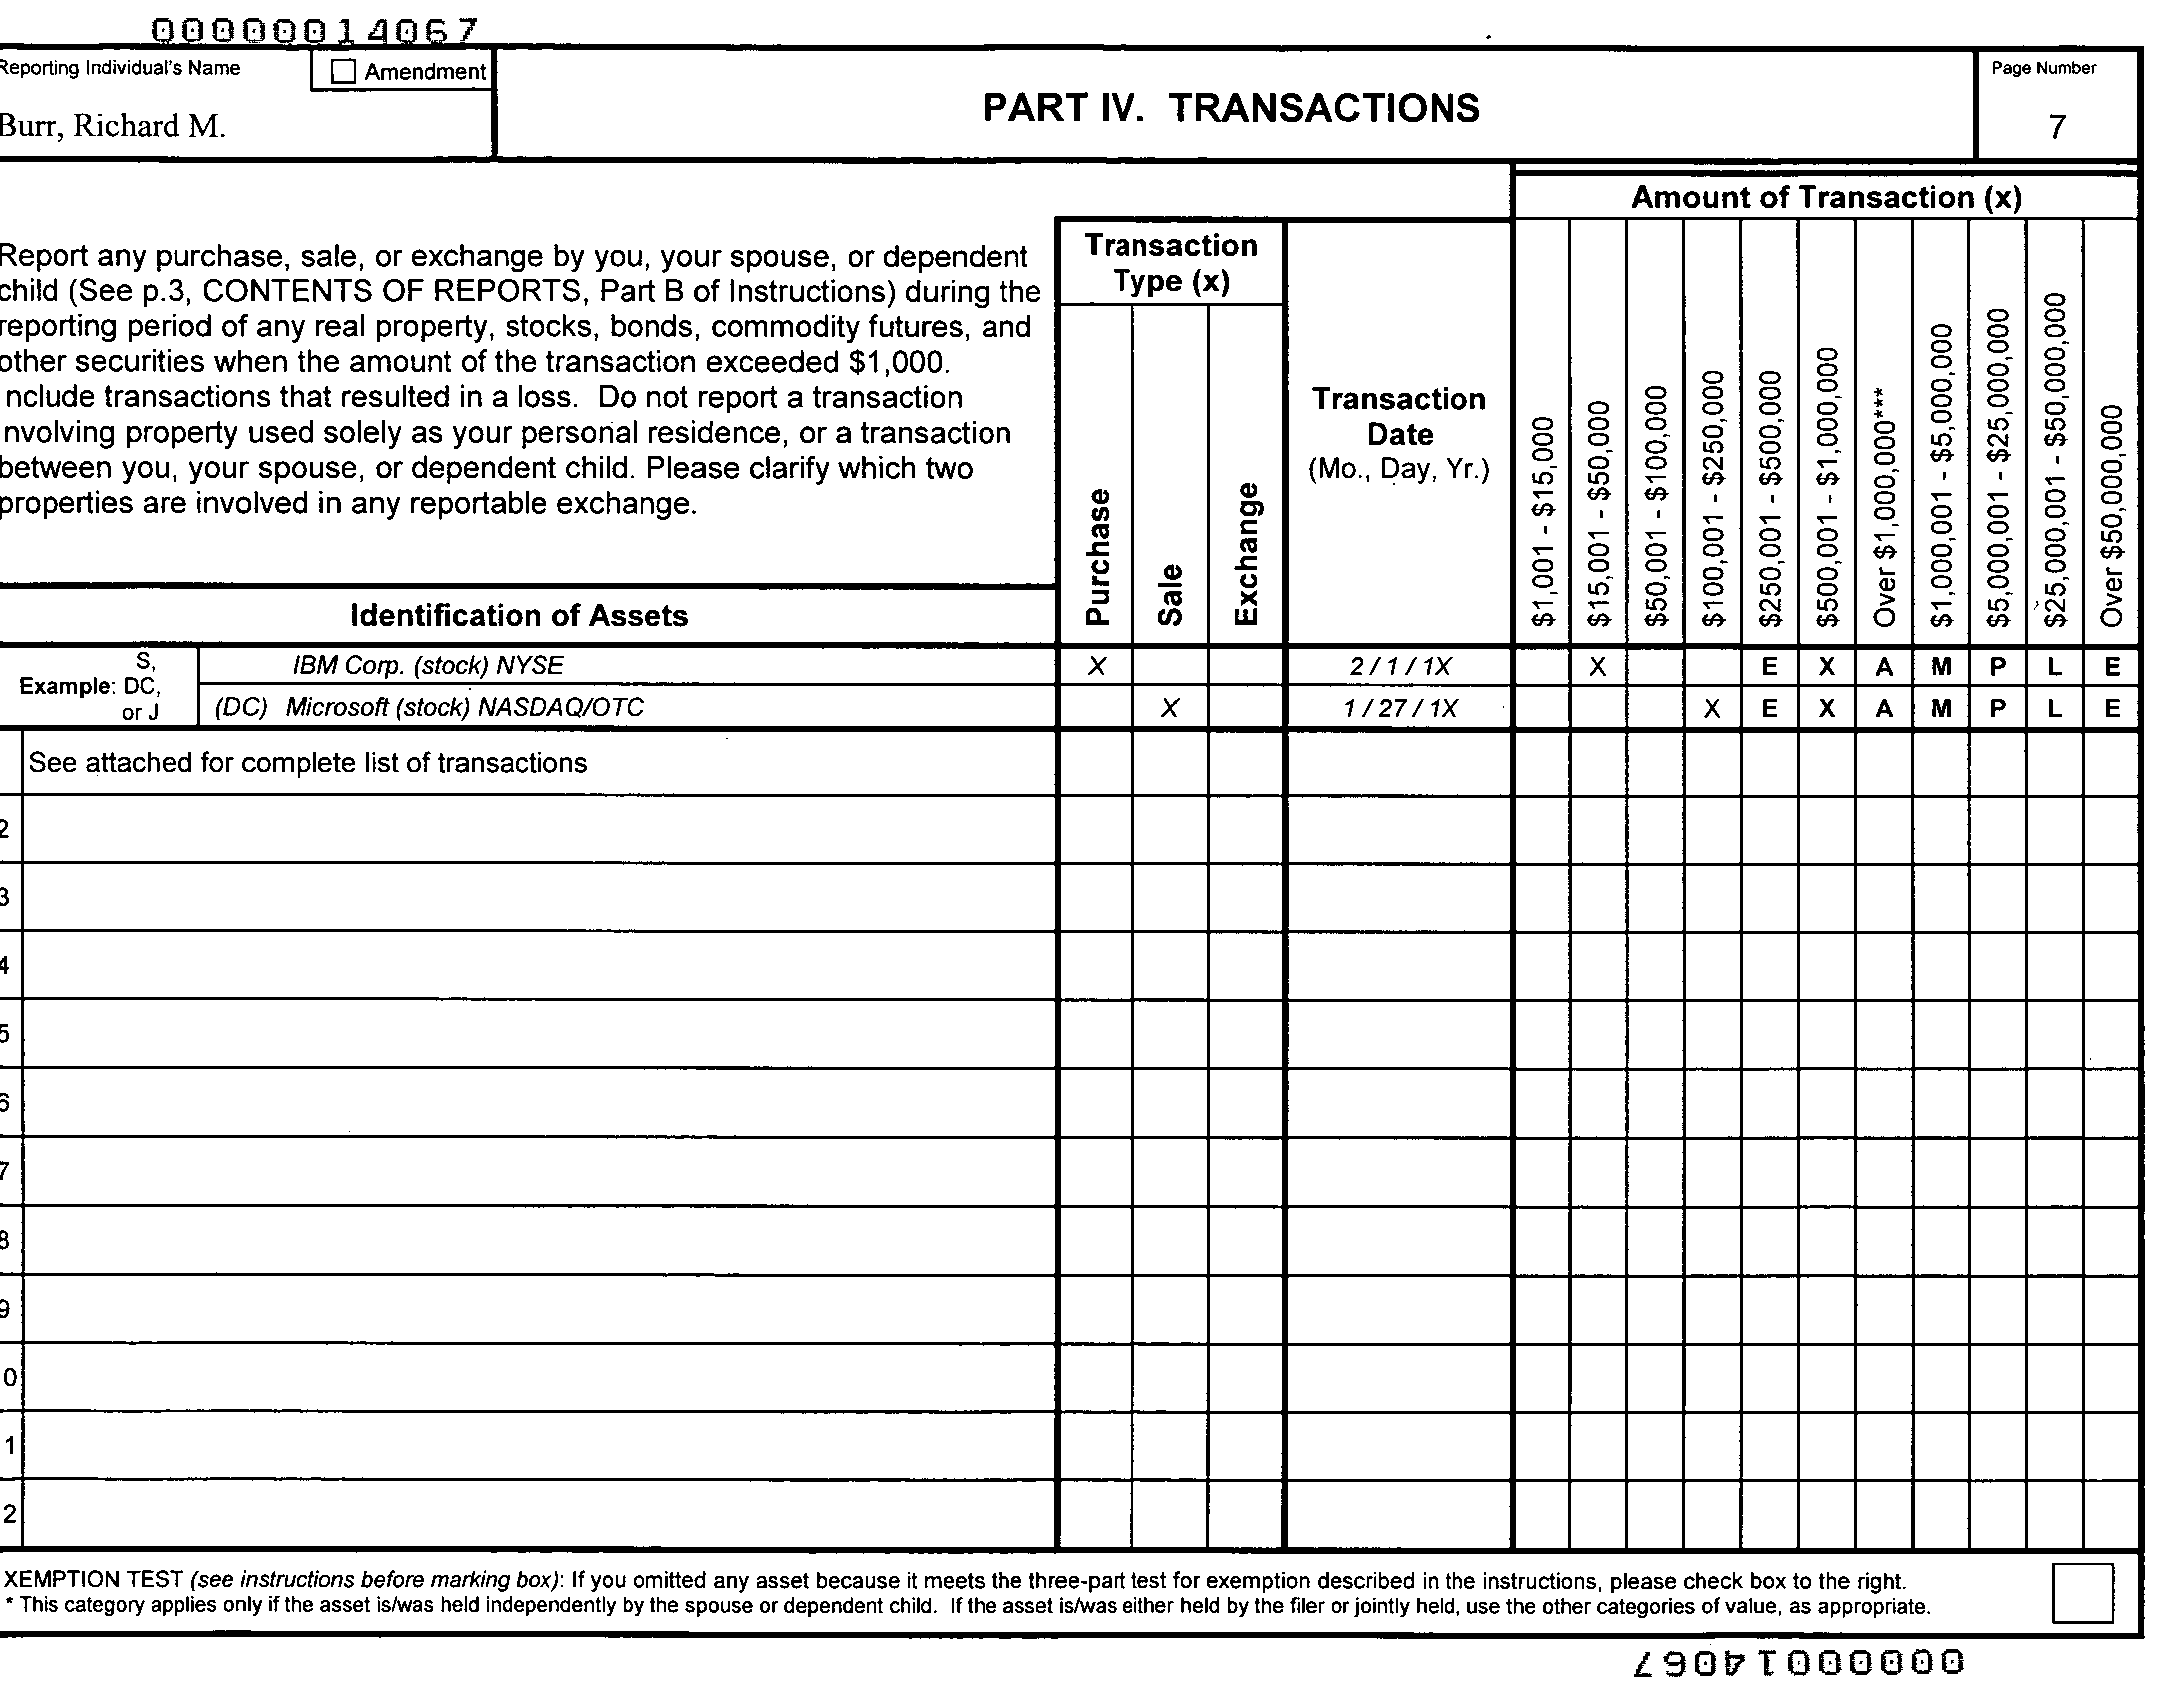 00000014067
Reporting Individual's Name
Amendment
Burr, Richard M.
PART IV. TRANSACTIONS
Page Number
7
Amount of Transaction (x)
Report any purchase, sale, or exchange by you, your spouse, or dependent
child (See p.3, CONTENTS OF REPORTS, Part B of Instructions) during the
reporting period of any real property, stocks, bonds, commodity futures, and
other securities when the amount of the transaction exceeded $1,000.
nclude transactions that resulted in a loss. Do not report a transaction
nvolving property used solely as your personal residence, or a transaction
between you, your spouse, or dependent child. Please clarify which two
properties are involved in any reportable exchange.
Transaction
Type (x)
Purchase
Sale
Exchange
Transaction
Date
(Mo., Day, Yr.)
$1,001 - $15,000
$15,001 - $50,000
$50,001 - $100,000
$100,001 - $250,000
$250,001 - $500,000
$500,001 - $1,000,000
Over $1,000,000***
$1,000,001 - $5,000,000
$5,000,001 - $25,000,000
$25,000,001 - $50,000,000
Over $50,000,000
Identification of Assets
Example: S, DC, or J
IBM Corp. (stock) NYSE X 2 / 1 / 1X X E X A M P L E
(DC) Microsoft (stock) NASDAQ/OTC X 1 / 27 / 1X X E X A M P L E
See attached for complete list of transactions
2
3
4
5
6
7
8
9
0
1
2
XEMPTION TEST (see instructions before marking box): If you omitted any asset because it meets the three-part test for exemption described in the instructions, please check box to the right.
* This category applies only if the asset is/was held independently by the spouse or dependent child. If the asset is/was either held by the filer or jointly held, use the other categories of value, as appropriate.
00000014067